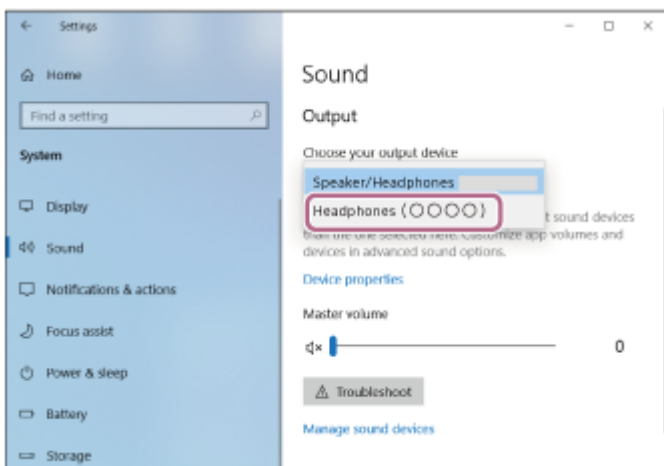 Settings
Home
Find a setting
System
Display
Sound
Notifications & actions
Focus assist
Power & sleep
Battery
Storage
Sound
Output
Choose your output device
Speaker/Headphones
Headphones (○○○○)
t sound devices
than the one selected here. Customize app volumes and
devices in advanced sound options.
Device properties
Master volume
0
Troubleshoot
Manage sound devices